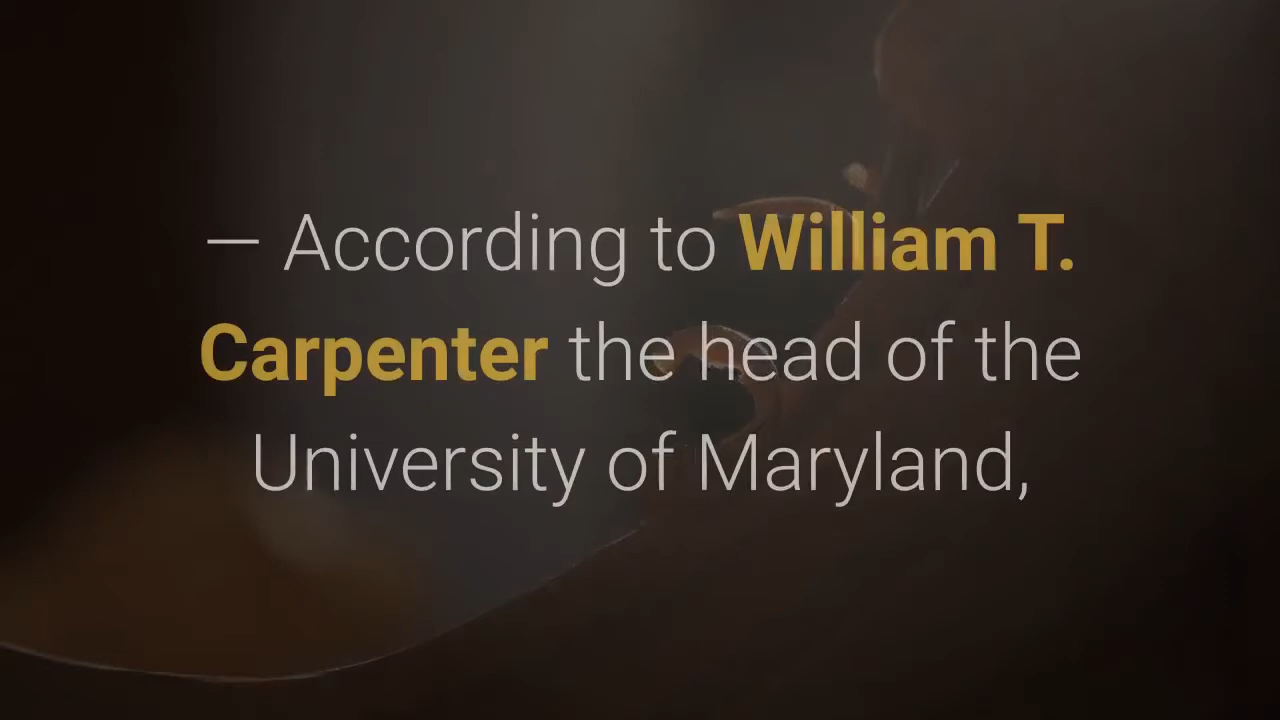 — According to William T.
Carpenter the head of the
University of Maryland,